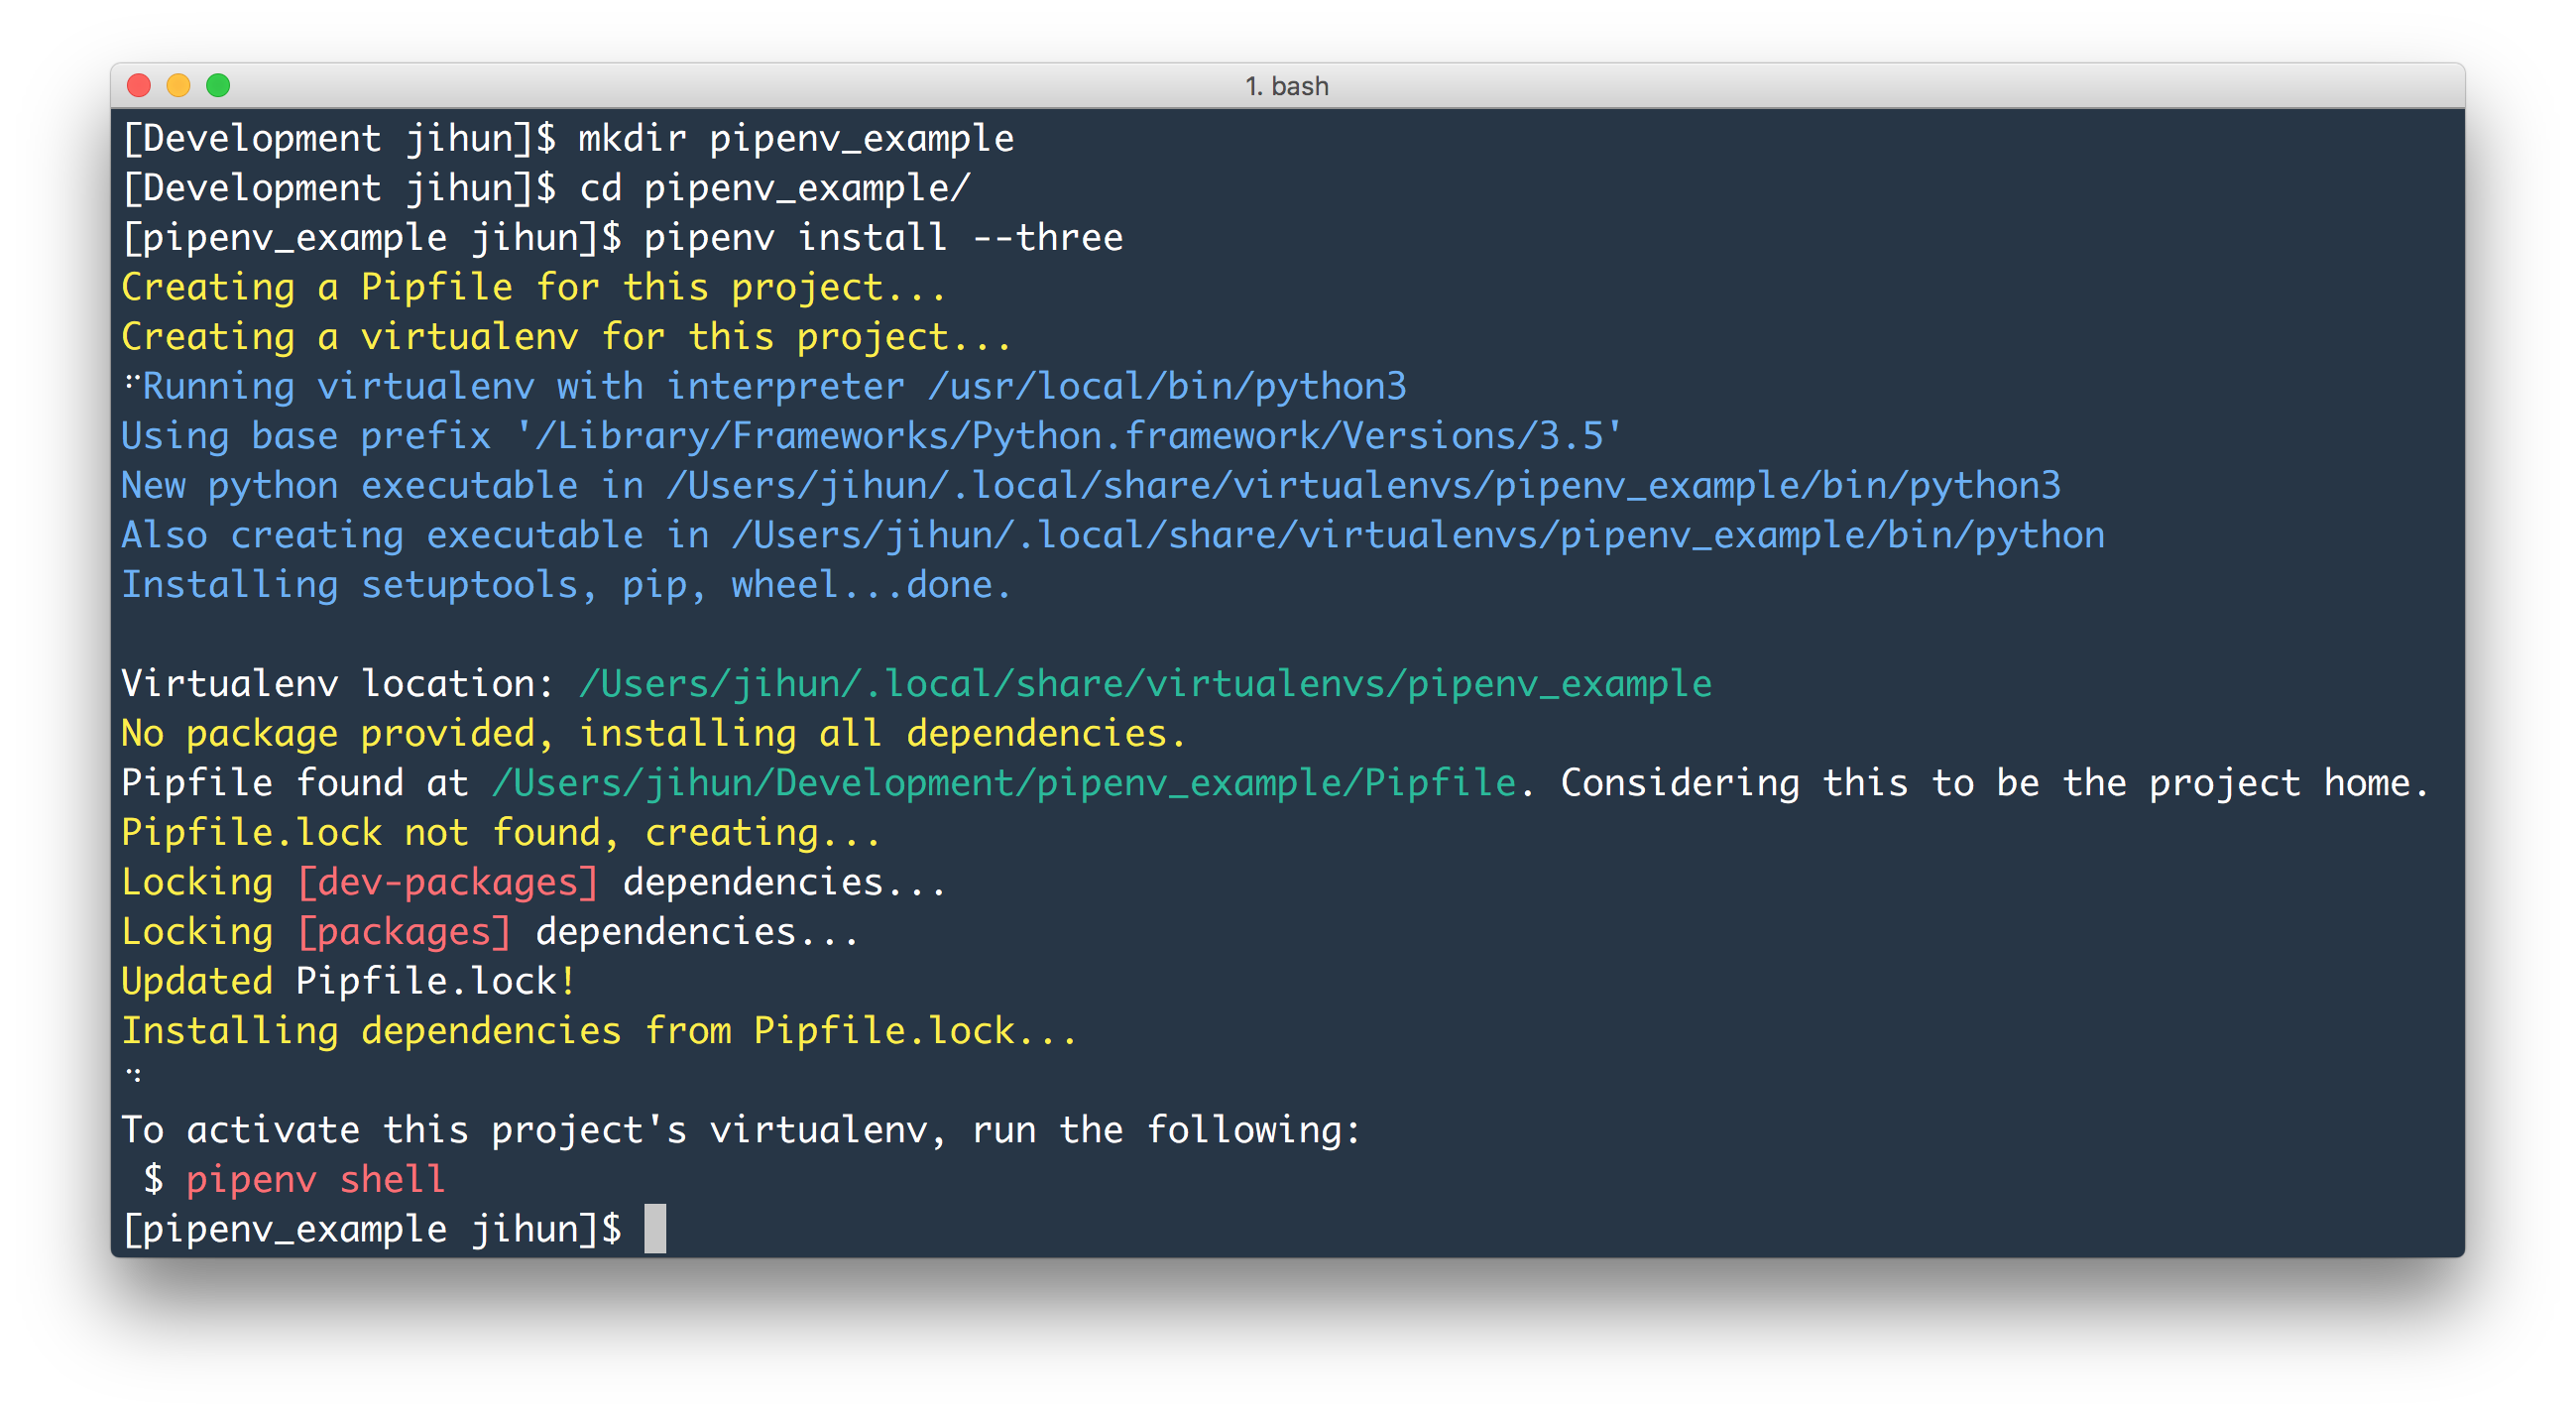 1. bash
[Development jihun]$ mkdir pipenv_example
[Development jihun]$ cd pipenv_example/
[pipenv_example jihun]$ pipenv install --three
Creating a Pipfile for this project...
Creating a virtualenv for this project...
⠋Running virtualenv with interpreter /usr/local/bin/python3
Using base prefix '/Library/Frameworks/Python.framework/Versions/3.5'
New python executable in /Users/jihun/.local/share/virtualenvs/pipenv_example/bin/python3
Also creating executable in /Users/jihun/.local/share/virtualenvs/pipenv_example/bin/python
Installing setuptools, pip, wheel...done.
Virtualenv location: /Users/jihun/.local/share/virtualenvs/pipenv_example
No package provided, installing all dependencies.
Pipfile found at /Users/jihun/Development/pipenv_example/Pipfile. Considering this to be the project home.
Pipfile.lock not found, creating...
Locking [dev-packages] dependencies...
Locking [packages] dependencies...
Updated Pipfile.lock!
Installing dependencies from Pipfile.lock...
⠙
To activate this project's virtualenv, run the following:
$ pipenv shell
[pipenv_example jihun]$